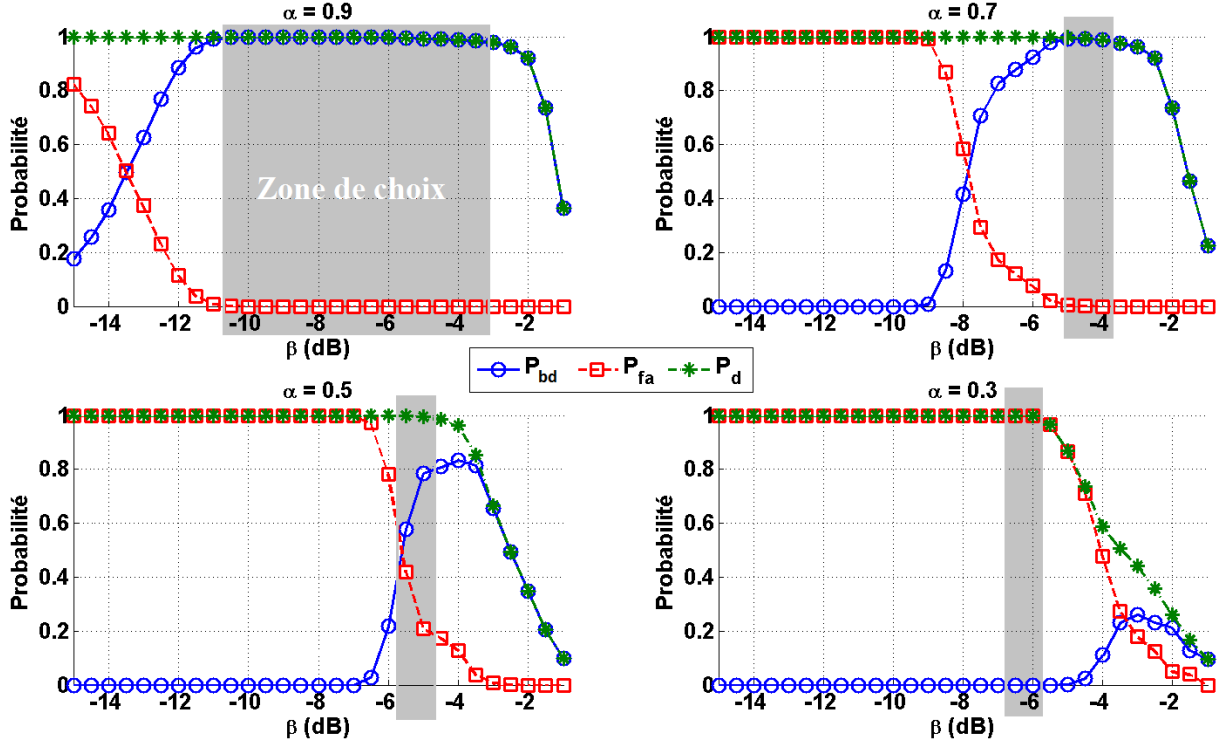 α = 0.9
α = 0.7
Probabilité
1
0.8
0.6
0.4
0.2
0
Zone de choix
-14 -12 -10 -8 -6 -4 -2
β (dB)
Probabilité
1
0.8
0.6
0.4
0.2
0
-14 -12 -10 -8 -6 -4 -2
β (dB)
P_bd P_fa P_d
α = 0.5
α = 0.3
Probabilité
1
0.8
0.6
0.4
0.2
0
-14 -12 -10 -8 -6 -4 -2
β (dB)
Probabilité
1
0.8
0.6
0.4
0.2
0
-14 -12 -10 -8 -6 -4 -2
β (dB)